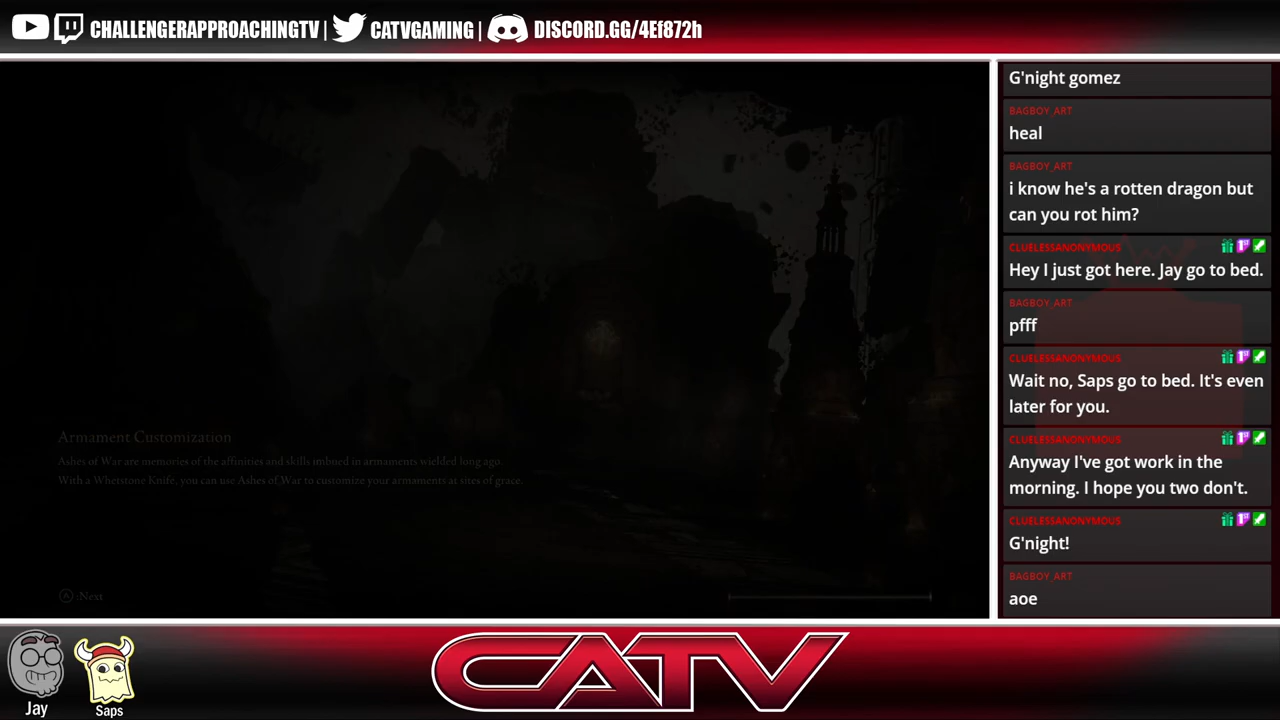 CHALLENGERAPPROACHINGTV | CATVGAMING | DISCORD.GG/4Ef872h
G'night gomez
BAGBOY_ART
heal
BAGBOY_ART
i know he's a rotten dragon but
can you rot him?
CLUELESSANONYMOUS
Hey I just got here. Jay go to bed.
BAGBOY_ART
pfff
CLUELESSANONYMOUS
Wait no, Saps go to bed. It's even
later for you.
CLUELESSANONYMOUS
Anyway I've got work in the
morning. I hope you two don't.
CLUELESSANONYMOUS
G'night!
BAGBOY_ART
aoe
Armament Customization
Ashes of War are memories of the affinities and skills imbued in armaments wielded long ago.
With a Whetstone Knife, you can use Ashes of War to customize your armaments at sites of grace.
A :Next
Jay
Saps
CATV